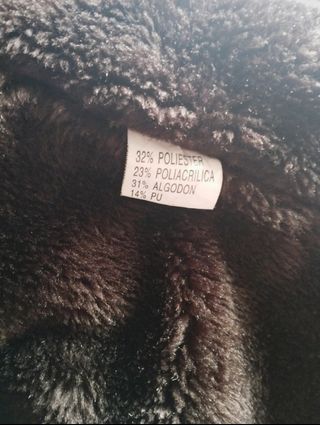 32% POLIESTER
23% POLIACRILICA
31% ALGODON
14% PU